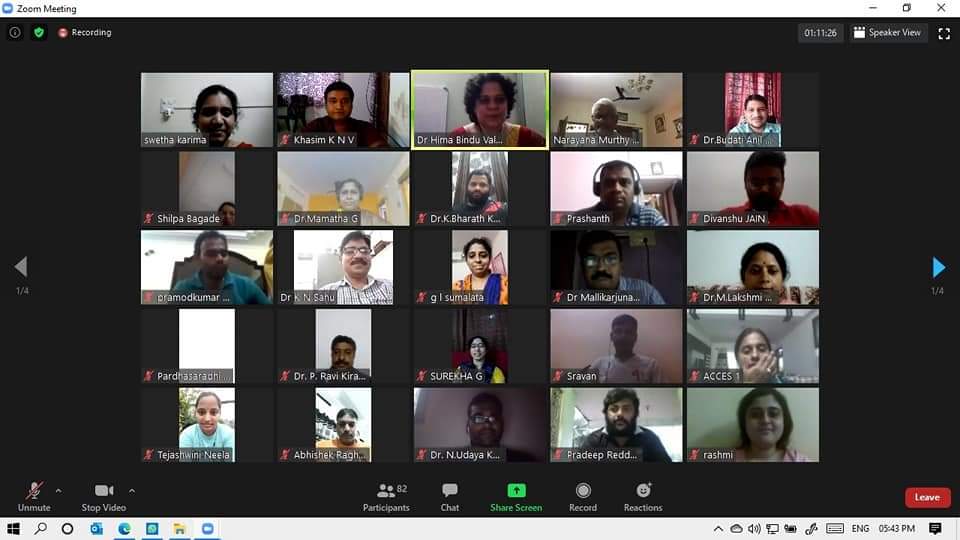 Zoom Meeting
Recording
01:11:26
Speaker View
swetha karima
Khasim K N V
Dr Hima Bindu Val...
Narayana Murthy ...
Dr.Budati Anil ...
Shilpa Bagade
Dr.Mamatha G
Dr.K.Bharath K...
Prashanth
Divanshu JAIN .
1/4
1/4
pramodkumar ...
Dr K N Sahu
g l sumalata
Dr Mallikarjuna...
Dr.M.Lakshmi ...
Pardhasaradhi ...
Dr. P. Ravi Kira...
SUREKHA G
Sravan
ACCES 1
Tejashwini Neela
Abhishek Ragh...
Dr. N.Udaya K...
Pradeep Redd...
rashmi
82
Unmute
Stop Video
Participants
Chat
Share Screen
Record
Reactions
Leave
ENG
05:43 PM